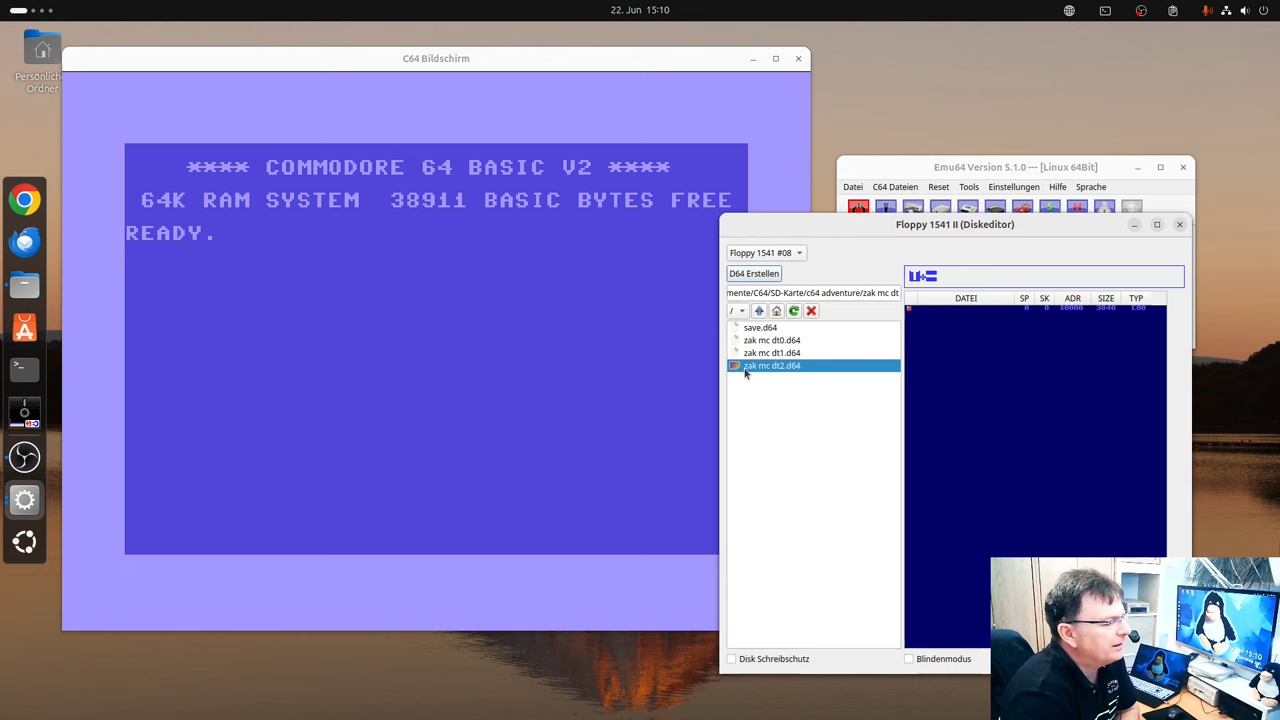 22. Jun 15:10
Persönlich
Ordner
C64 Bildschirm
**** COMMODORE 64 BASIC V2 ****
64K RAM SYSTEM 38911 BASIC BYTES FREE
READY.
Emu64 Version 5.1.0 --- [Linux 64Bit]
Datei C64 Dateien Reset Tools Einstellungen Hilfe Sprache
Floppy 1541 II (Diskeditor)
Floppy 1541 #08
D64 Erstellen
mente/C64/SD-Karte/c64 adventure/zak mc dt
/
DATEI SP SK ADR SIZE TYP
save.d64
zak mc dt0.d64
zak mc dt1.d64
zak mc dt2.d64
Disk Schreibschutz
Blindenmodus
15:10